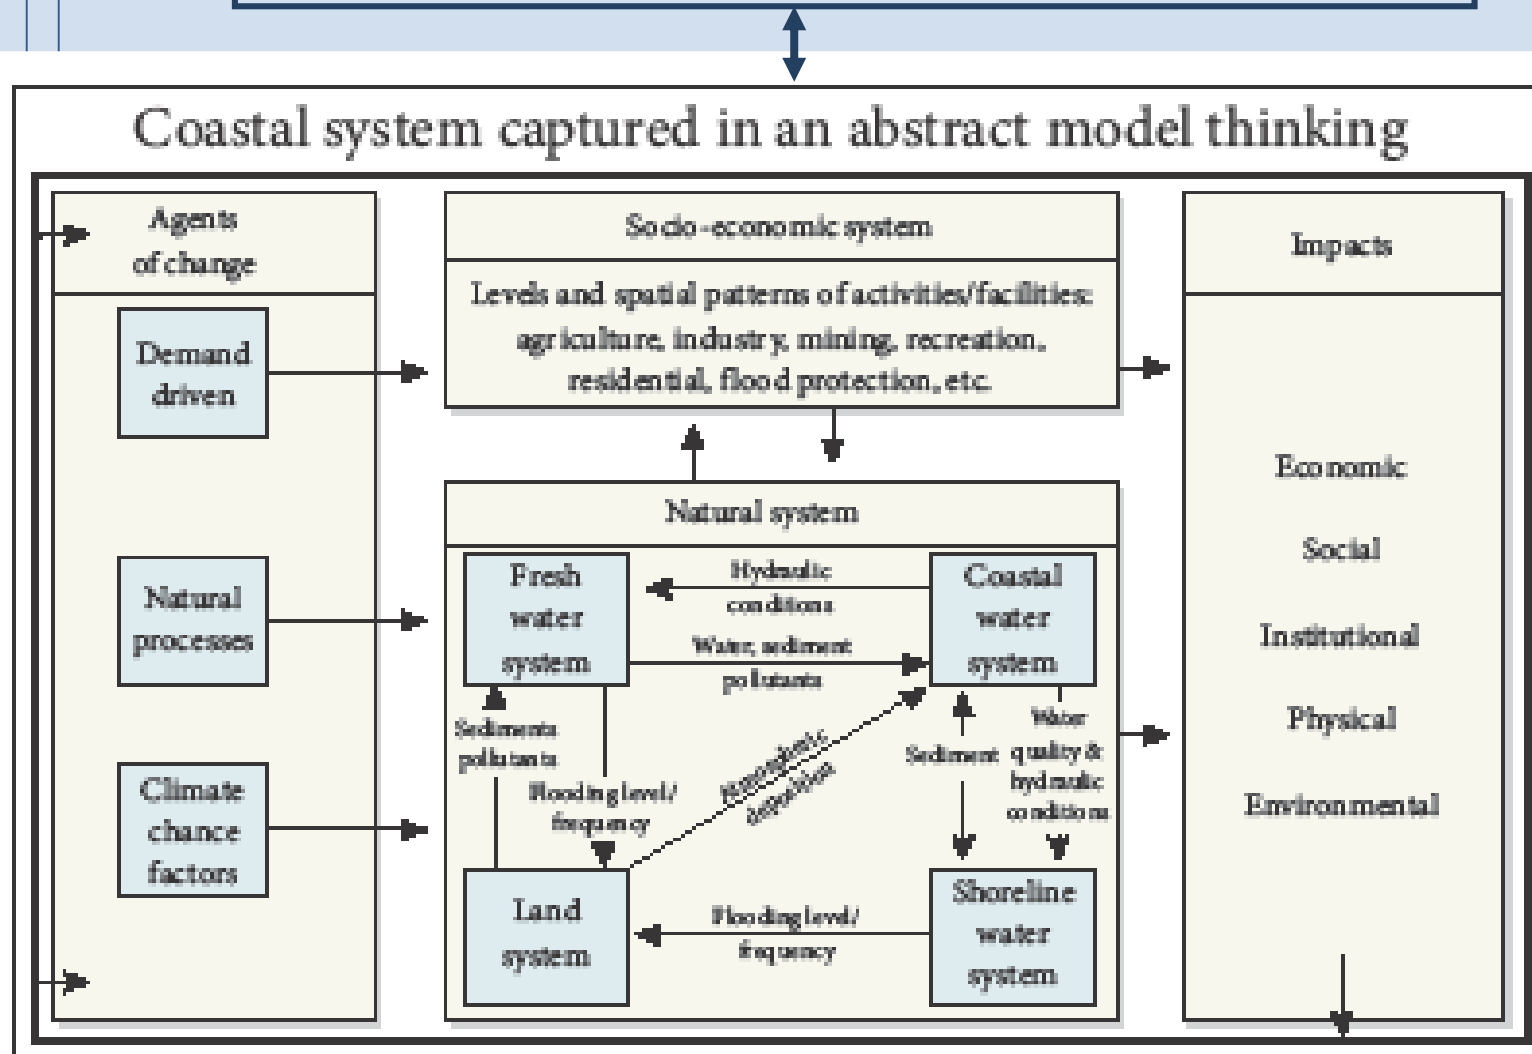 Coastal system captured in an abstract model thinking
Agents
of change
Demand
driven
Natural
processes
Climate
chance
factors
Socio-economic system
Levels and spatial patterns of activities/facilities:
agriculture, industry, mining, recreation,
residential, flood protection, etc.
Natural system
Fresh
water
system
Hydraulic
conditions
Water, sediment
pollutants
Coastal
water
system
Sediments
pollutants
Flooding level/
frequency
Atmospheric
deposition
Sediment
Water
quality &
hydraulic
conditions
Land
system
Flooding level/
frequency
Shoreline
water
system
Impacts
Economic
Social
Institutional
Physical
Environmental